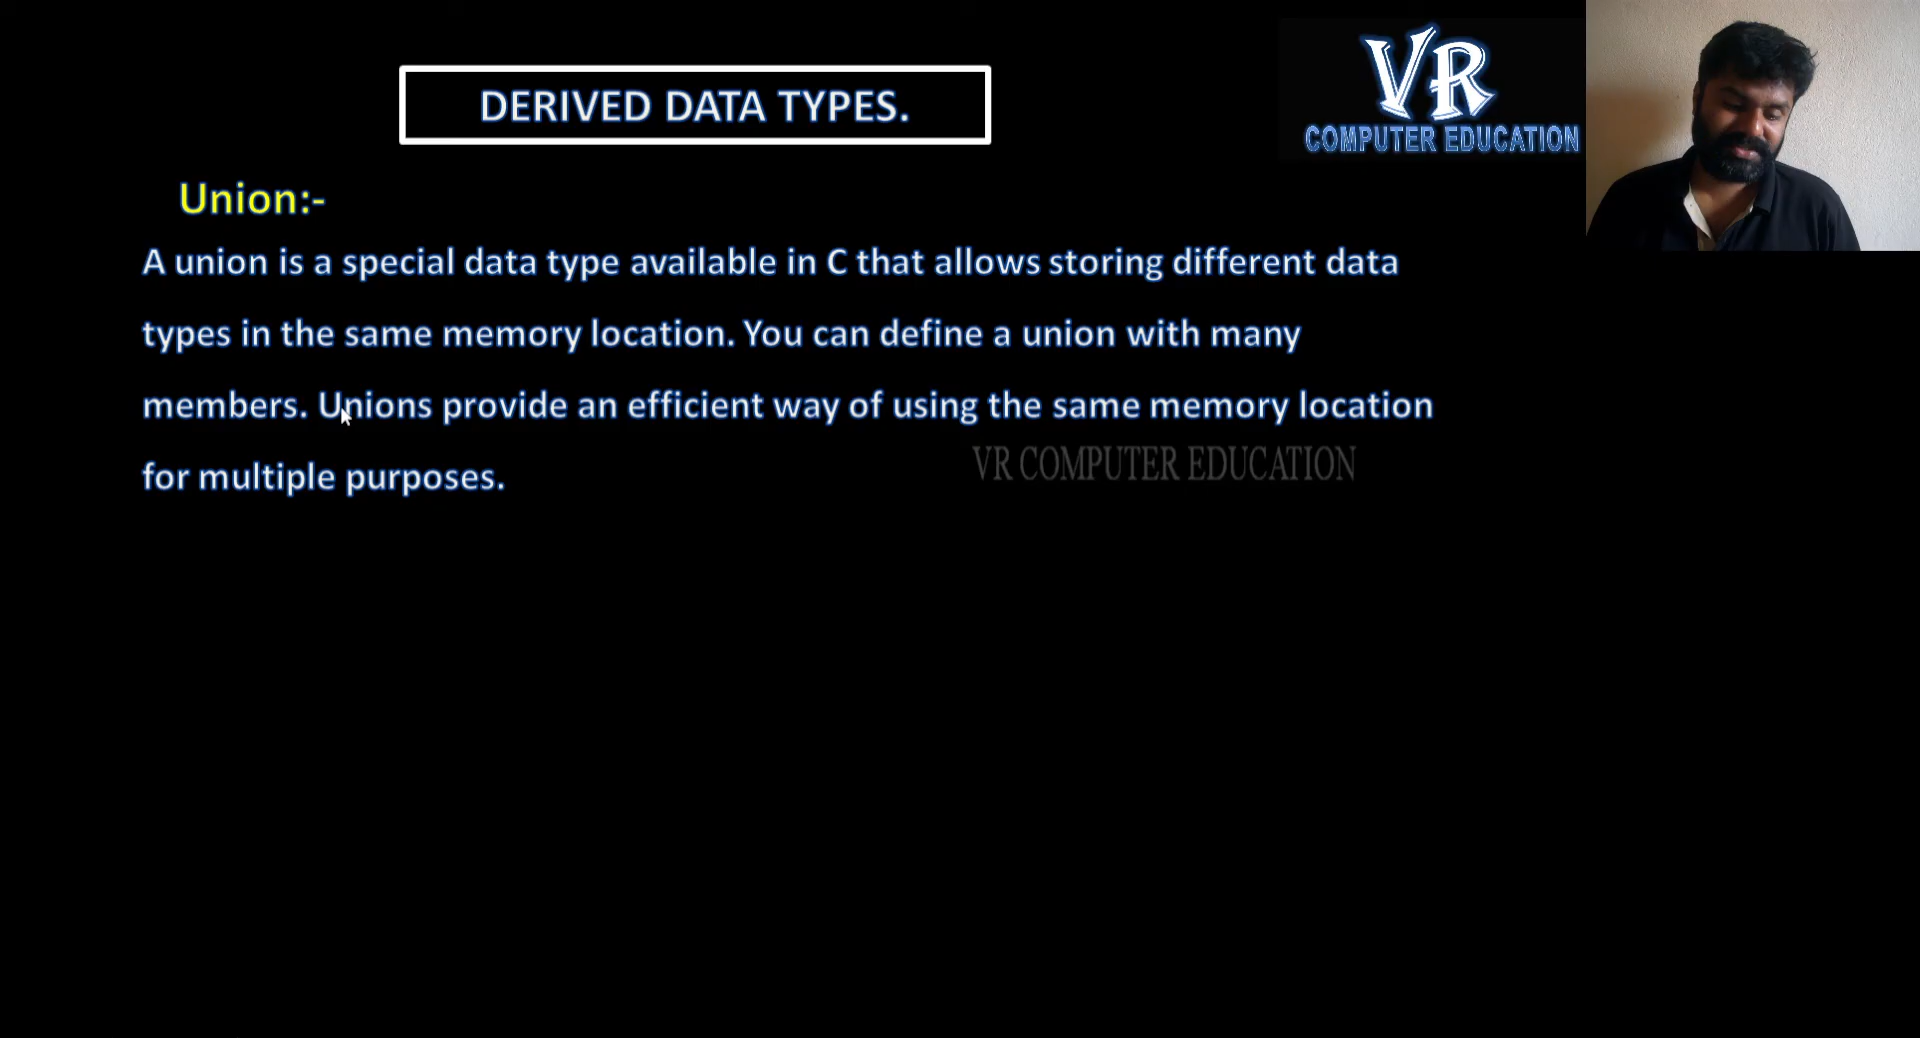 DERIVED DATA TYPES.
VR
COMPUTER EDUCATION
Union:-
A union is a special data type available in C that allows storing different data
types in the same memory location. You can define a union with many
members. Unions provide an efficient way of using the same memory location
for multiple purposes.
VR COMPUTER EDUCATION